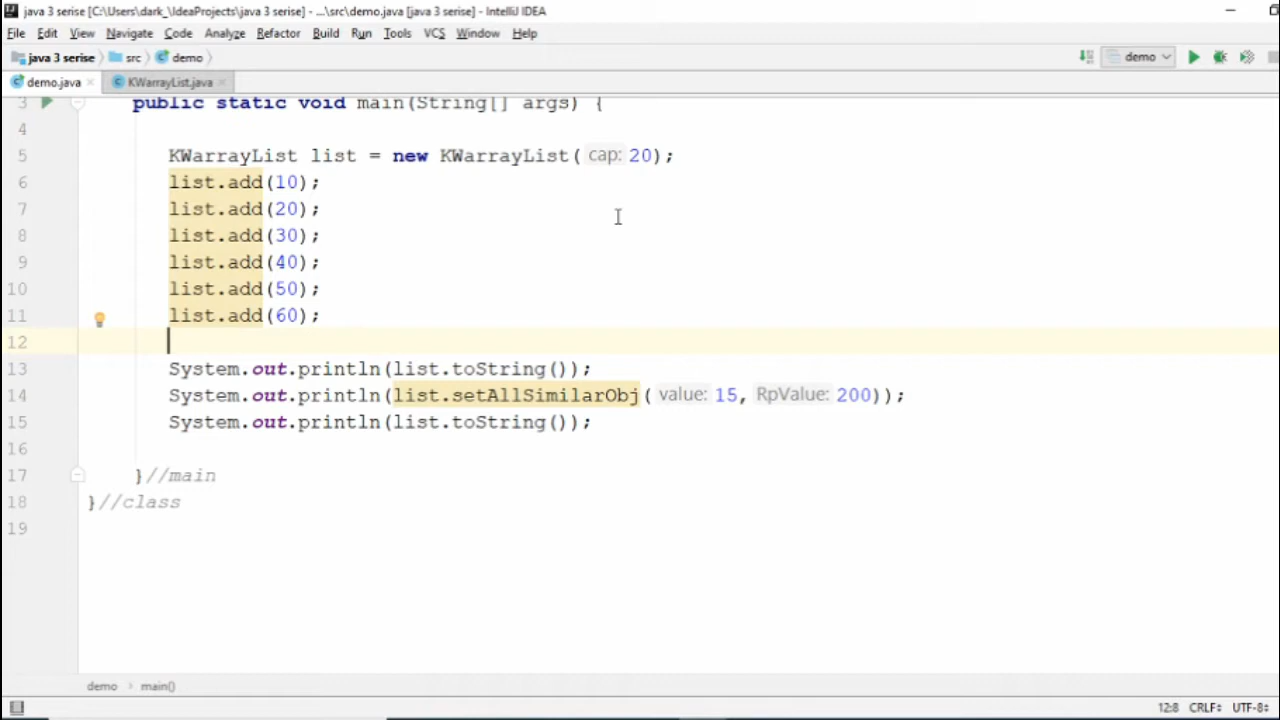 java 3 serise [C:\Users\dark_\IdeaProjects\java 3 serise] - ...\src\demo.java [java 3 serise] - IntelliJ IDEA
File Edit View Navigate Code Analyze Refactor Build Run Tools VCS Window Help
java 3 serise src demo demo
demo.java KWarrayList.java
3 public static void main(String[] args) {
4
5 KWarrayList list = new KWarrayList( cap: 20);
6 list.add(10);
7 list.add(20);
8 list.add(30);
9 list.add(40);
10 list.add(50);
11 list.add(60);
12
13 System.out.println(list.toString());
14 System.out.println(list.setAllSimilarObj( value: 15, RpValue: 200));
15 System.out.println(list.toString());
16
17 }//main
18 }//class
19
demo main()
12:8 CRLF UTF-8